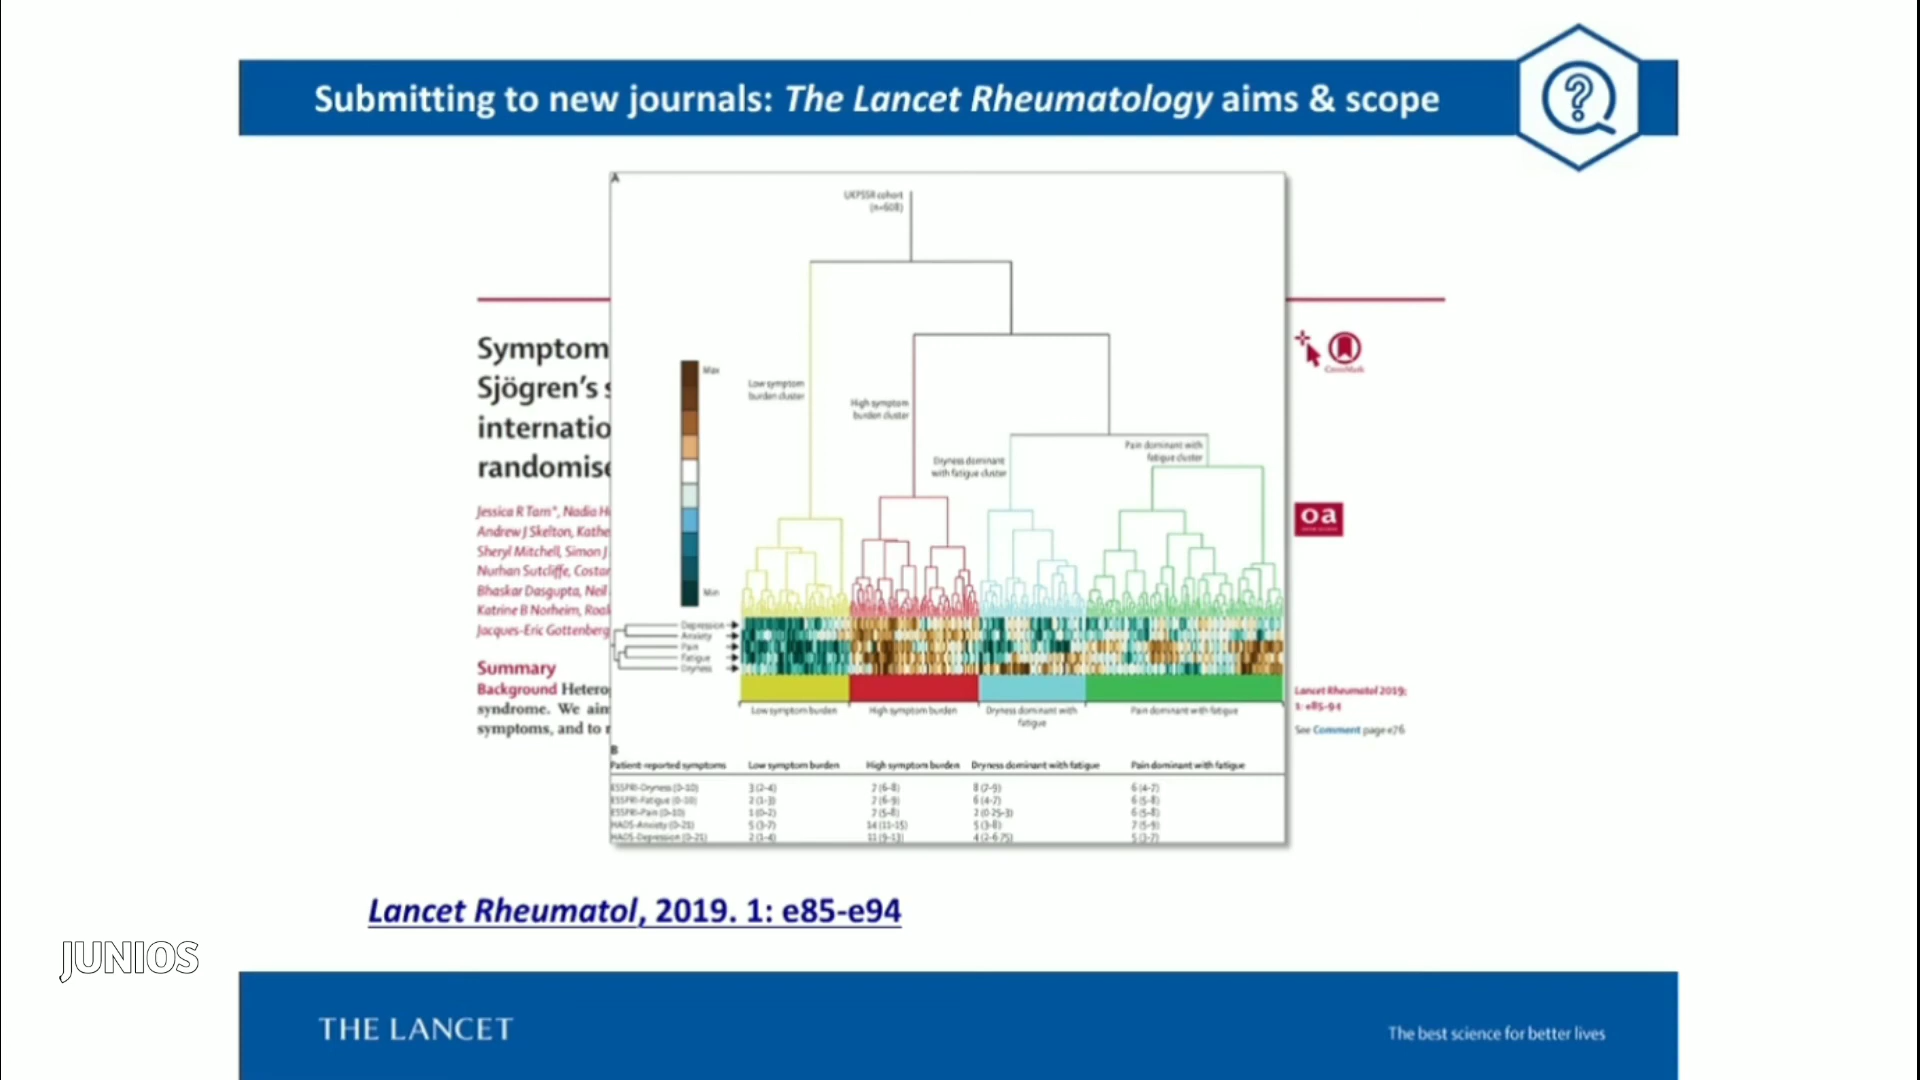 Submitting to new journals: The Lancet Rheumatology aims & scope
A
UKPSSR cohort
(n=608)
Symptom
Sjögren's s
internatio
randomise
Max
Min
Low symptom
burden cluster
High symptom
burden cluster
Dryness dominant
with fatigue cluster
Pain dominant with
fatigue cluster
CrossMark
Jessica R Tarn*, Nadia H
Andrew J Skelton, Kathe
Sheryl Mitchell, Simon J
Nurhan Sutcliffe, Costar
Bhaskar Dasgupta, Neil
Katrine B Norheim, Roal
Jacques-Eric Gottenberg
oa
Depression
Anxiety
Pain
Fatigue
Dryness
Summary
Background Hetero
syndrome. We aim
symptoms, and to r
Low symptom burden
High symptom burden
Dryness dominant with
fatigue
Pain dominant with fatigue
Lancet Rheumatol 2019;
1: e85-94
See Comment page e76
B
Patient-reported symptoms Low symptom burden High symptom burden Dryness dominant with fatigue Pain dominant with fatigue
ESSPRI-Dryness (0-10) 3 (2-4) 7 (6-8) 8 (7-9) 6 (4-7)
ESSPRI-Fatigue (0-10) 2 (1-3) 7 (6-9) 6 (4-7) 6 (5-8)
ESSPRI-Pain (0-10) 1 (0-2) 7 (5-8) 2 (0·25-3) 6 (5-8)
HADS-Anxiety (0-21) 5 (3-7) 14 (11-15) 5 (3-8) 7 (5-9)
HADS-Depression (0-21) 2 (1-4) 11 (9-13) 4 (2-6·75) 5 (3-7)
Lancet Rheumatol, 2019. 1: e85-e94
JUNIOS
THE LANCET
The best science for better lives